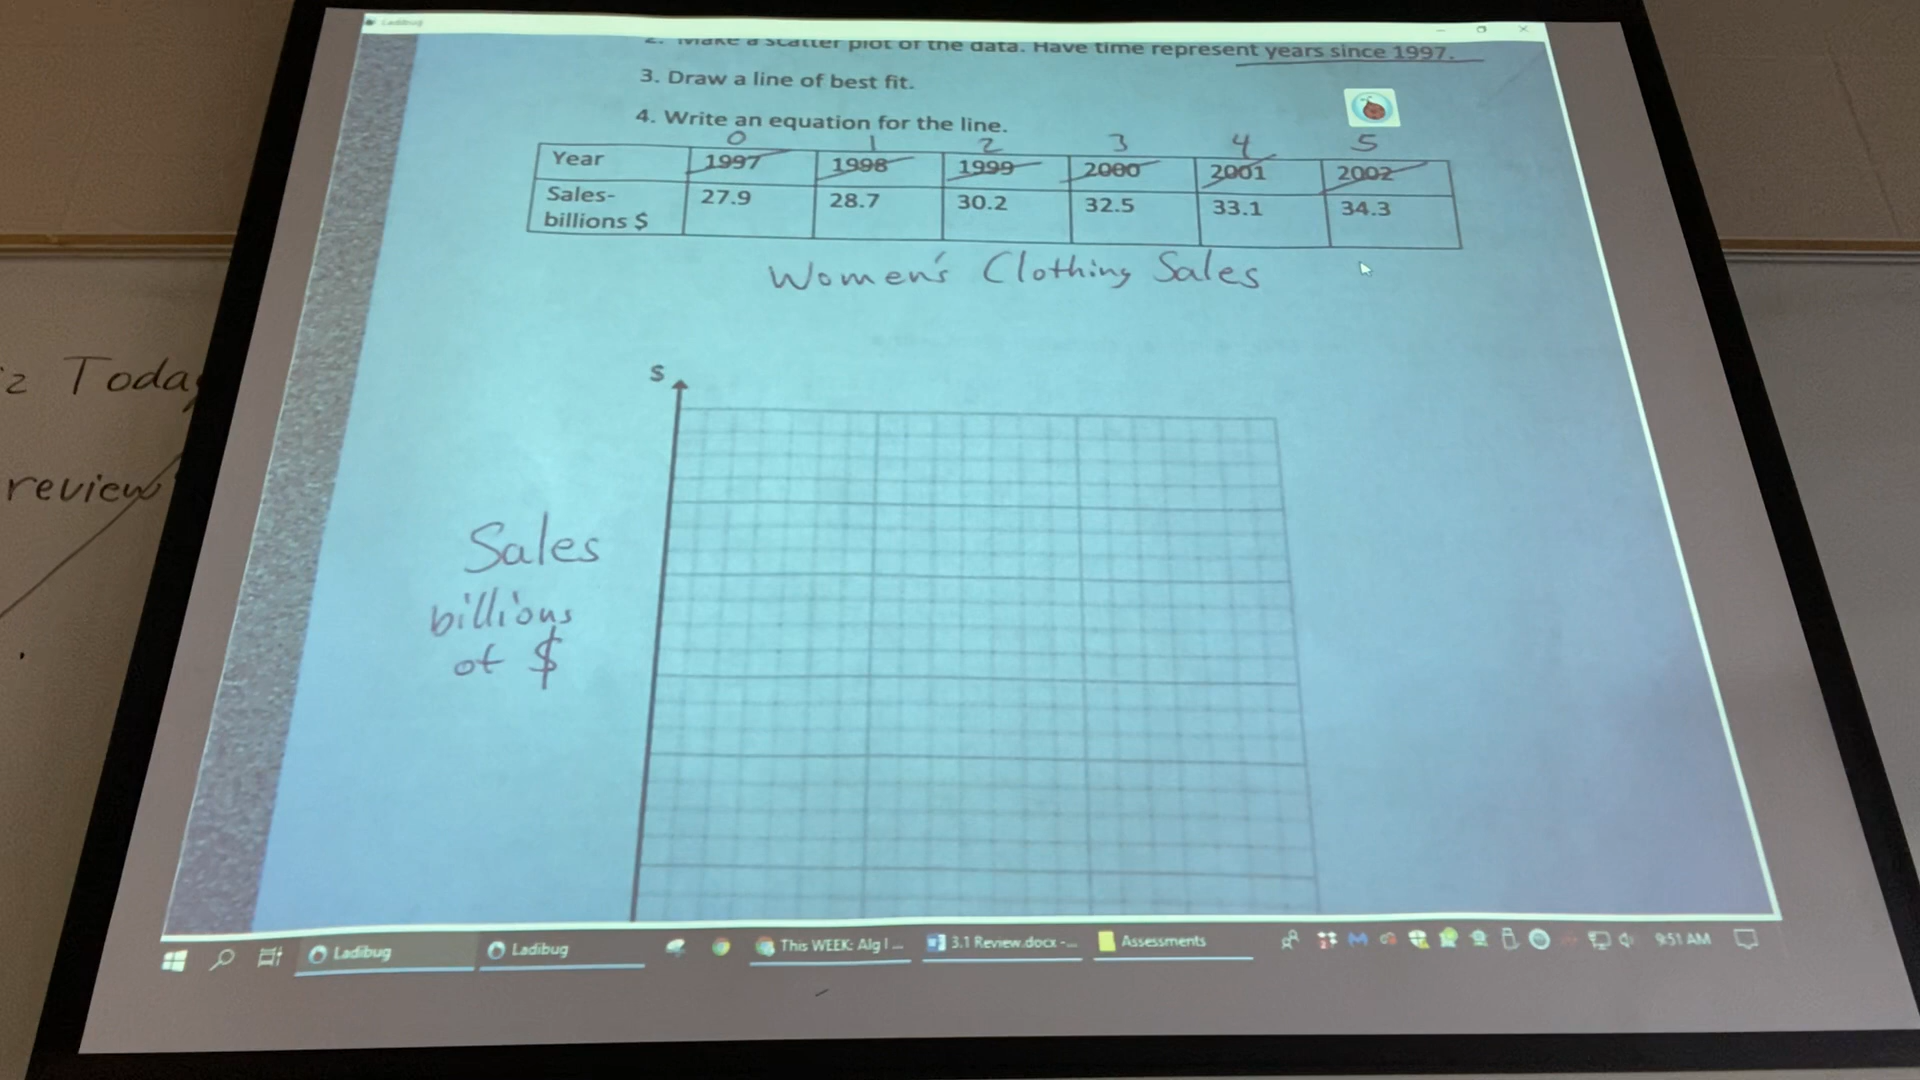 Ladibug
2. Make a scatter plot of the data. Have time represent years since 1997.
3. Draw a line of best fit.
4. Write an equation for the line.
0 1 2 3 4 5
Year 1997 1998 1999 2000 2001 2002
Sales- 27.9 28.7 30.2 32.5 33.1 34.3
billions $
Women's Clothing Sales
Toda
review
S
Sales
billions
of $
Ladibug Ladibug This WEEK: Alg I ... 3.1 Review.docx -... Assessments 9:51 AM